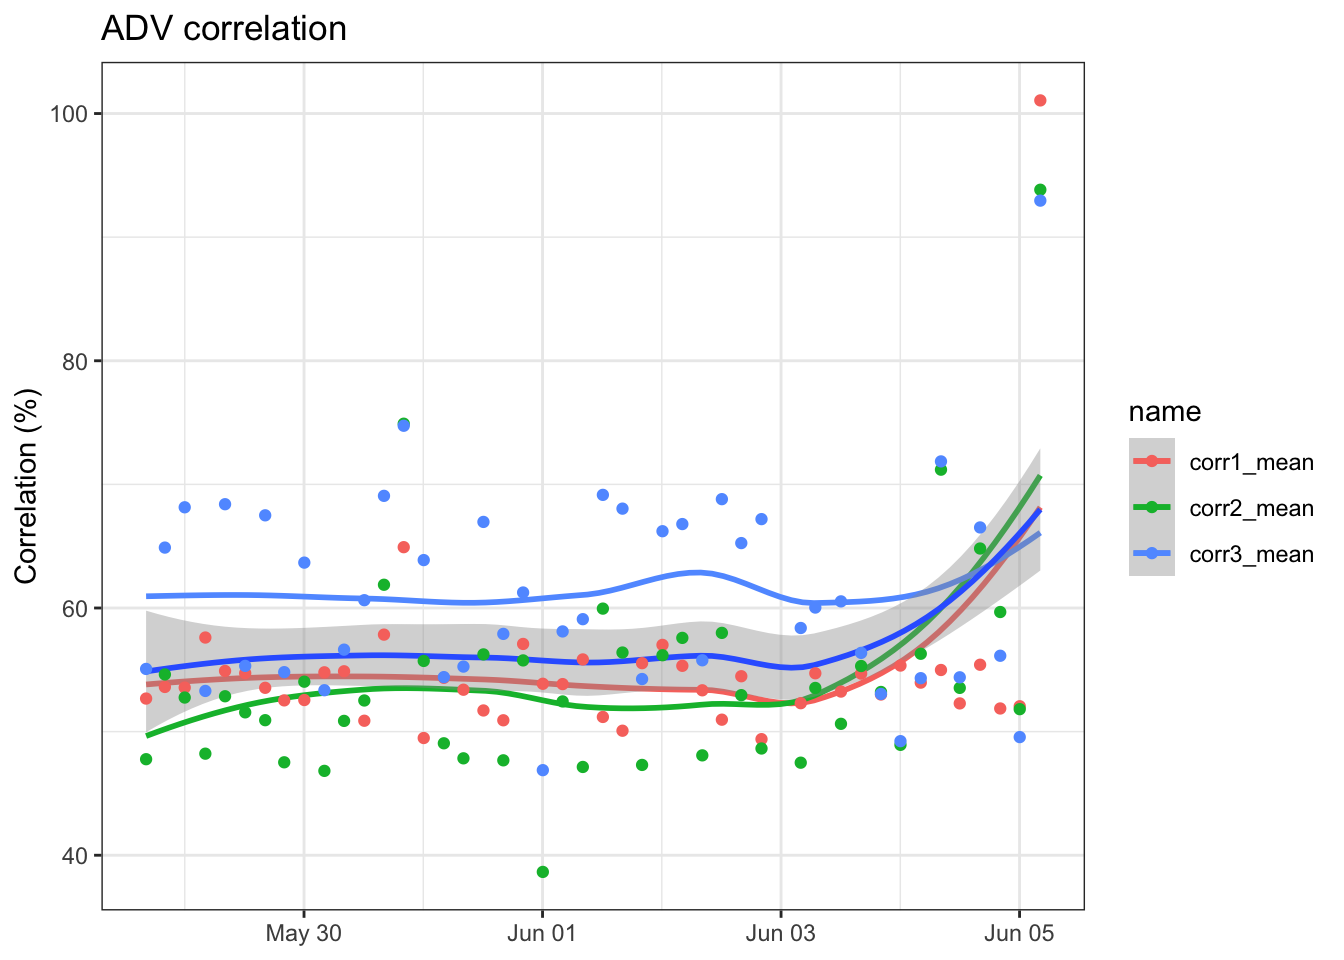 ADV correlation
Correlation (%)
100
80
60
40
May 30
Jun 01
Jun 03
Jun 05
name
corr1_mean
corr2_mean
corr3_mean